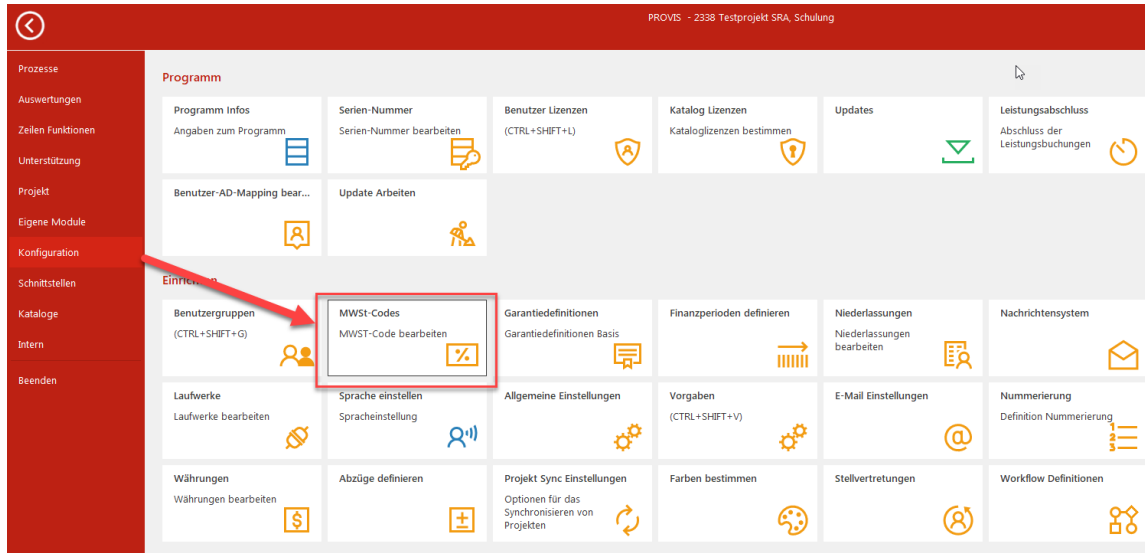 PROVIS - 2338 Testprojekt SRA, Schulung
Prozesse
Auswertungen
Zeilen Funktionen
Unterstützung
Projekt
Eigene Module
Konfiguration
Schnittstellen
Kataloge
Intern
Beenden
Programm
Programm Infos
Angaben zum Programm
Serien-Nummer
Serien-Nummer bearbeiten
Benutzer Lizenzen
(CTRL+SHIFT+L)
Katalog Lizenzen
Kataloglizenzen bestimmen
Updates
Leistungsabschluss
Abschluss der
Leistungsbuchungen
Benutzer-AD-Mapping bear...
Update Arbeiten
Einrichten
Benutzergruppen
(CTRL+SHIFT+G)
MWSt-Codes
MWST-Code bearbeiten
Garantiedefinitionen
Garantiedefinitionen Basis
Finanzperioden definieren
Niederlassungen
Niederlassungen
bearbeiten
Nachrichtensystem
Laufwerke
Laufwerke bearbeiten
Sprache einstellen
Spracheinstellung
Allgemeine Einstellungen
Vorgaben
(CTRL+SHIFT+V)
E-Mail Einstellungen
Nummerierung
Definition Nummerierung
Währungen
Währungen bearbeiten
Abzüge definieren
Projekt Sync Einstellungen
Optionen für das
Synchronisieren von
Projekten
Farben bestimmen
Stellvertretungen
Workflow Definitionen